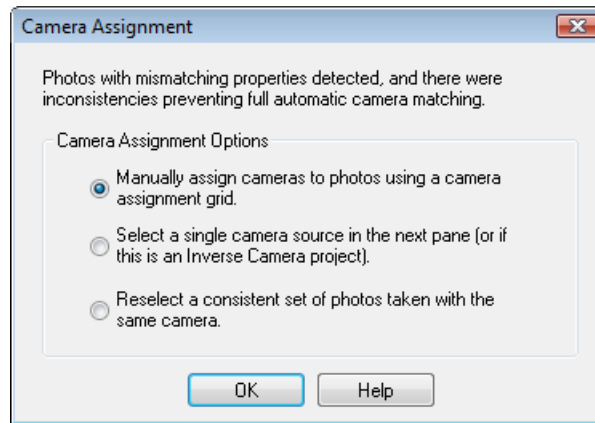 Camera Assignment
Photos with mismatching properties detected, and there were
inconsistencies preventing full automatic camera matching.
Camera Assignment Options
Manually assign cameras to photos using a camera
assignment grid.
Select a single camera source in the next pane (or if
this is an Inverse Camera project).
Reselect a consistent set of photos taken with the
same camera.
OK
Help